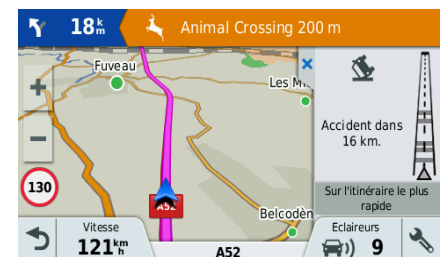 18 km
Animal Crossing 200 m
Fuveau
Les M
Accident dans
16 km.
130
A52
Belcodèn
Sur l'itinéraire le plus
rapide
Vitesse
121 km h
A52
Eclaireurs
9